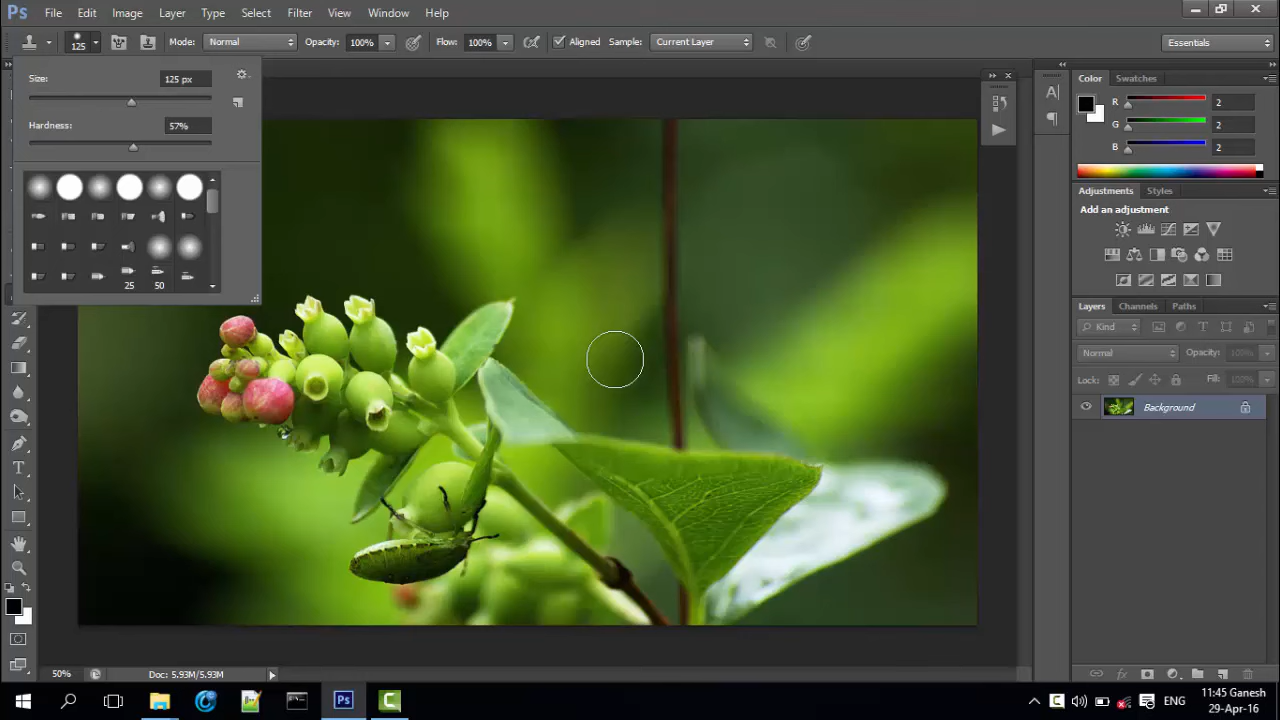 Ps File Edit Image Layer Type Select Filter View Window Help
125 Mode: Normal Opacity: 100% Flow: 100% Aligned Sample: Current Layer Essentials
Size: 125 px
Hardness: 57%
25 50
Color Swatches
R 2
G 2
B 2
Adjustments Styles
Add an adjustment
Layers Channels Paths
Kind
Normal Opacity: 100%
Lock: Fill: 100%
Background
50% Doc: 5.93M/5.93M
ENG 11:45 Ganesh
29-Apr-16